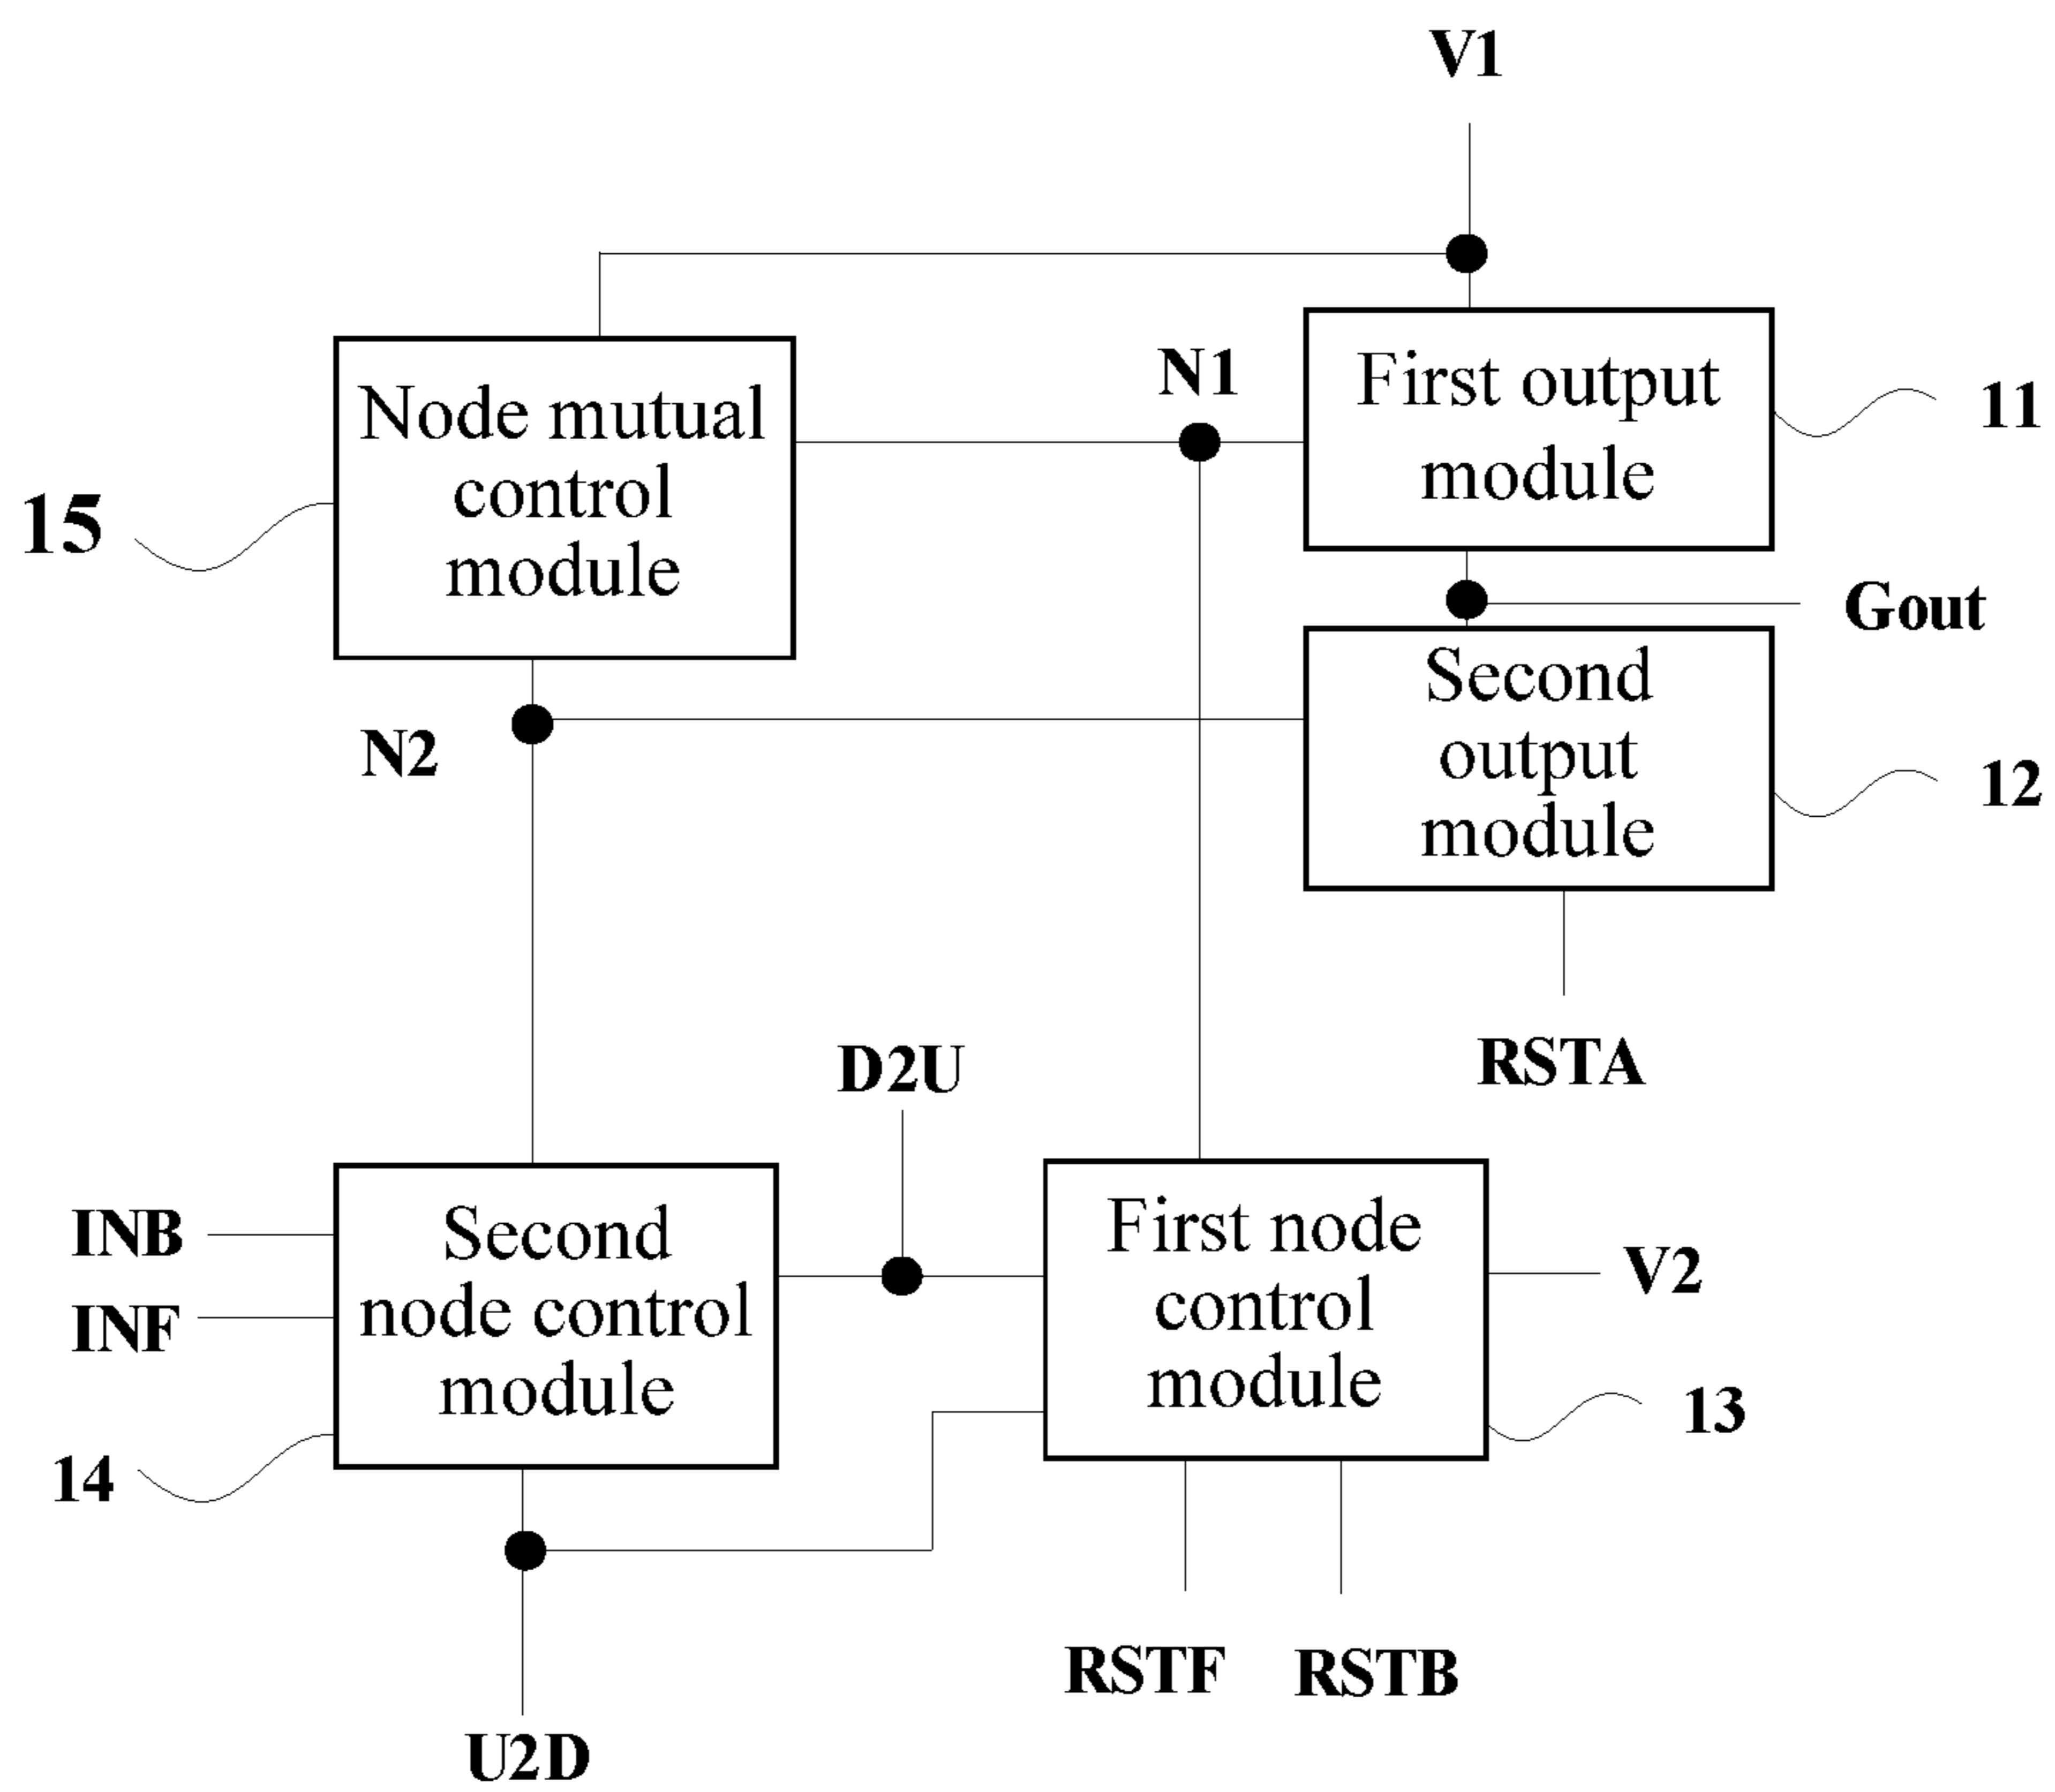 V1
N1
First output
module
11
Node mutual
control
module
15
Gout
Second
output
module
12
N2
RSTA
D2U
INB
INF
Second
node control
module
14
First node
control
module
V2
13
RSTF
RSTB
U2D